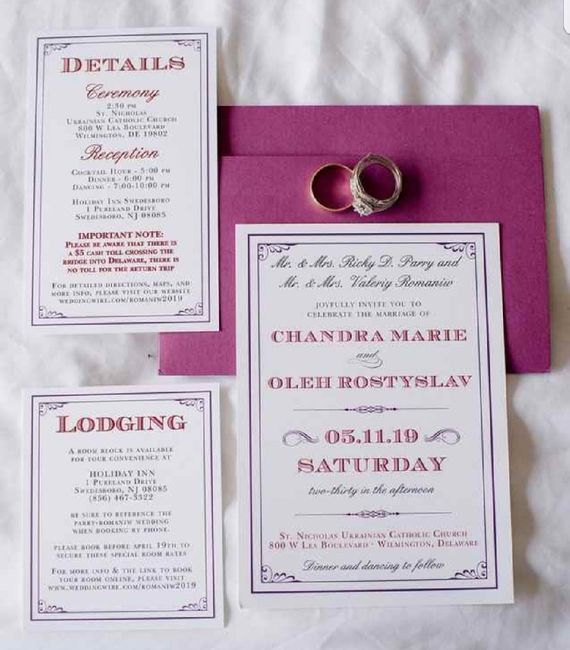 DETAILS
Ceremony
2:30 PM
ST. NICHOLAS
UKRAINIAN CATHOLIC CHURCH
800 W LEA BOULEVARD
WILMINGTON, DE 19802
Reception
COCKTAIL HOUR - 5:00 PM
DINNER - 6:00 PM
DANCING - 7:00-10:00 PM
HOLIDAY INN SWEDESBORO
1 PURELAND DRIVE
SWEDESBORO, NJ 08085
IMPORTANT NOTE:
PLEASE BE AWARE THAT THERE IS
A $5 CASH TOLL CROSSING THE
BRIDGE INTO DELAWARE, THERE IS
NO TOLL FOR THE RETURN TRIP
FOR DETAILED DIRECTIONS, MAPS, AND
MORE INFO, PLEASE VISIT OUR WEBSITE
WEDDINGWIRE.COM/ROMANIW2019
Mr. & Mrs. Ricky D. Parry and
Mr. & Mrs. Valeriy Romaniw
JOYFULLY INVITE YOU TO
CELEBRATE THE MARRIAGE OF
CHANDRA MARIE
and
OLEH ROSTYSLAV
05.11.19
SATURDAY
two-thirty in the afternoon
ST. NICHOLAS UKRAINIAN CATHOLIC CHURCH
800 W LEA BOULEVARD - WILMINGTON, DELAWARE
Dinner and dancing to follow
LODGING
A ROOM BLOCK IS AVAILABLE
FOR YOUR CONVENIENCE AT
HOLIDAY INN
1 PURELAND DRIVE
SWEDESBORO, NJ 08085
(856) 467-3322
BE SURE TO REFERENCE THE
PARRY-ROMANIW WEDDING
WHEN BOOKING BY PHONE.
PLEASE BOOK BEFORE APRIL 19TH TO
SECURE THESE SPECIAL ROOM RATES
FOR MORE INFO & THE LINK TO BOOK
YOUR ROOM ONLINE, PLEASE VISIT
WWW.WEDDINGWIRE.COM/ROMANIW2019